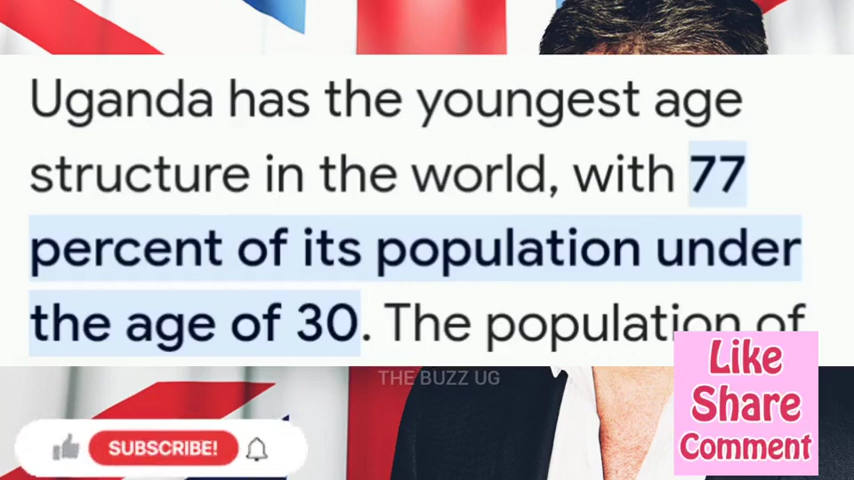 Uganda has the youngest age
structure in the world, with 77
percent of its population under
the age of 30. The population of
THE BUZZ UG
Like
Share
Comment
SUBSCRIBE!